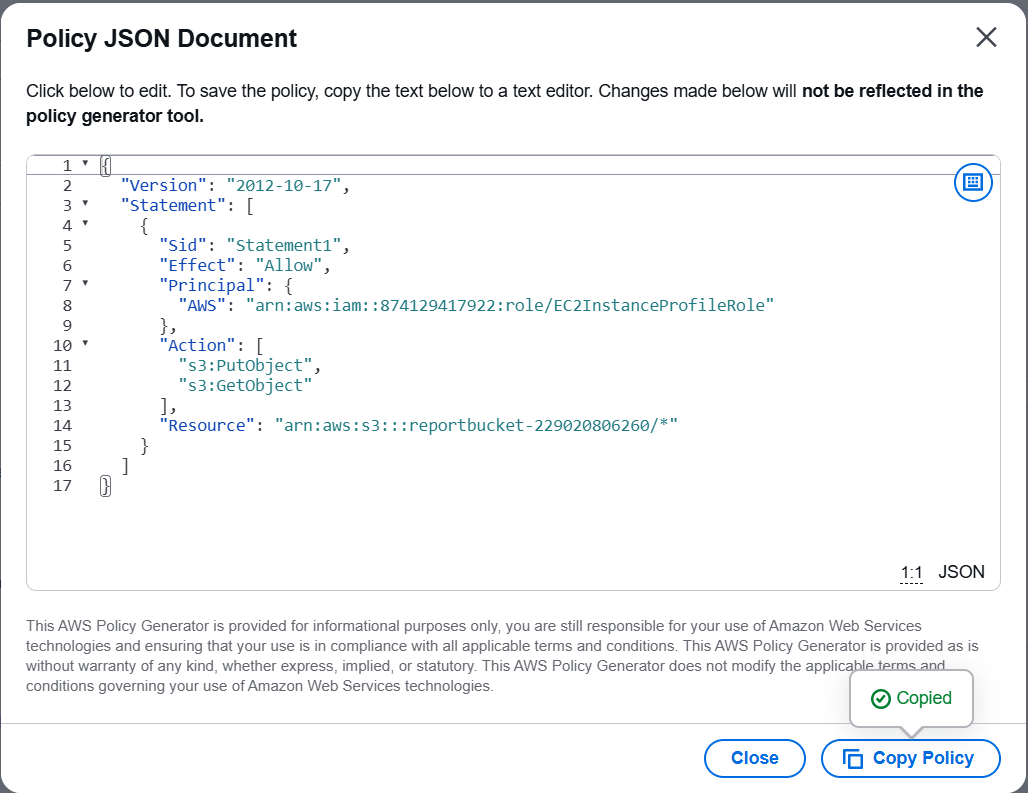 Policy JSON Document
Click below to edit. To save the policy, copy the text below to a text editor. Changes made below will not be reflected in the
policy generator tool.
1 {
2 "Version": "2012-10-17",
3 "Statement": [
4 {
5 "Sid": "Statement1",
6 "Effect": "Allow",
7 "Principal": {
8 "AWS": "arn:aws:iam::874129417922:role/EC2InstanceProfileRole"
9 },
10 "Action": [
11 "s3:PutObject",
12 "s3:GetObject"
13 ],
14 "Resource": "arn:aws:s3:::reportbucket-229020806260/*"
15 }
16 ]
17 }
1:1 JSON
This AWS Policy Generator is provided for informational purposes only, you are still responsible for your use of Amazon Web Services
technologies and ensuring that your use is in compliance with all applicable terms and conditions. This AWS Policy Generator is provided as is
without warranty of any kind, whether express, implied, or statutory. This AWS Policy Generator does not modify the applicable terms and
conditions governing your use of Amazon Web Services technologies.
Copied
Close Copy Policy